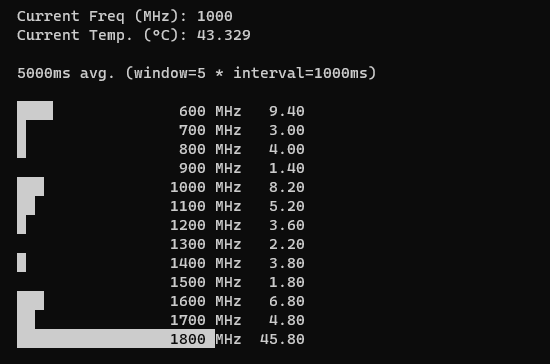 Current Freq (MHz): 1000
Current Temp. (°C): 43.329
5000ms avg. (window=5 * interval=1000ms)
600 MHz 9.40
700 MHz 3.00
800 MHz 4.00
900 MHz 1.40
1000 MHz 8.20
1100 MHz 5.20
1200 MHz 3.60
1300 MHz 2.20
1400 MHz 3.80
1500 MHz 1.80
1600 MHz 6.80
1700 MHz 4.80
1800 MHz 45.80